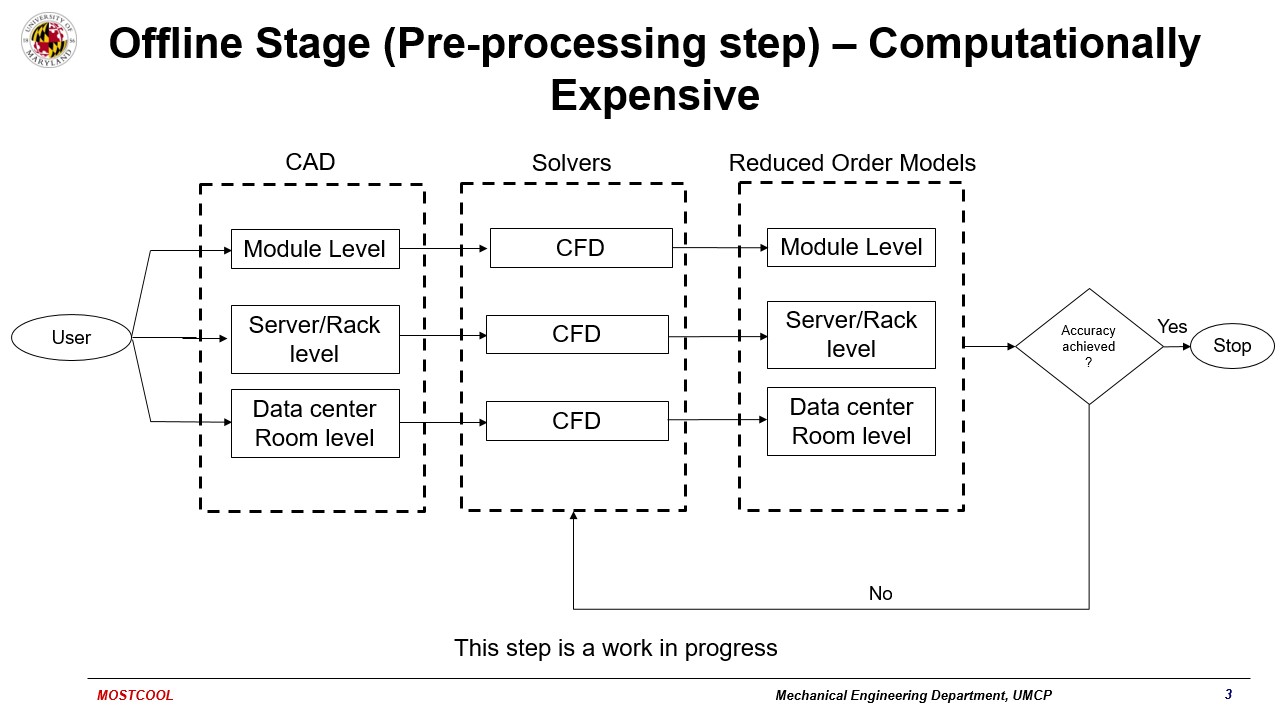 UNIVERSITY OF
18 56
MARYLAND
Offline Stage (Pre-processing step) – Computationally
Expensive
CAD
Solvers
Reduced Order Models
Module Level
CFD
Module Level
User
Server/Rack
level
CFD
Server/Rack
level
Data center
Room level
CFD
Data center
Room level
Accuracy
achieved
?
Yes
Stop
No
This step is a work in progress
MOSTCOOL
Mechanical Engineering Department, UMCP
3